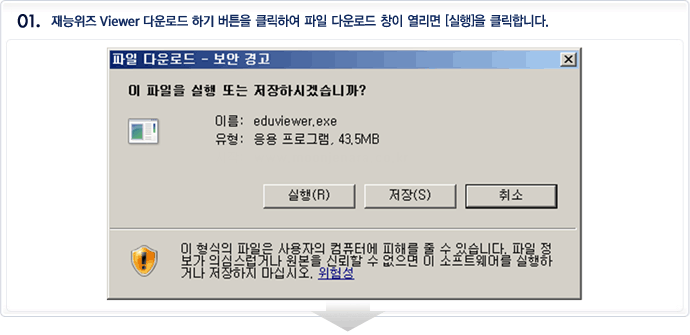 01. 재능위즈 Viewer 다운로드 하기 버튼을 클릭하여 파일 다운로드 창이 열리면 [실행]을 클릭합니다.
파일 다운로드 - 보안 경고
이 파일을 실행 또는 저장하시겠습니까?
이름: eduviewer.exe
유형: 응용 프로그램, 43.5MB
실행(R) 저장(S) 취소
이 형식의 파일은 사용자의 컴퓨터에 피해를 줄 수 있습니다. 파일 정
보가 의심스럽거나 원본을 신뢰할 수 없으면 이 소프트웨어를 실행하
거나 저장하지 마십시오. 위험성